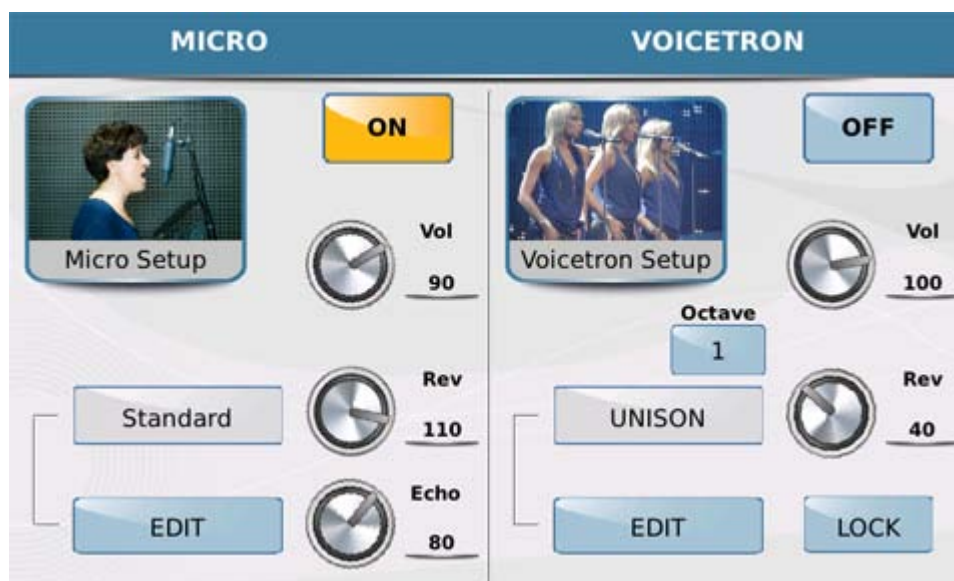 MICRO
VOICETRON
ON
Micro Setup
Vol
90
Standard
Rev
110
EDIT
Echo
80
OFF
Voicetron Setup
Vol
100
Octave
1
UNISON
Rev
40
EDIT
LOCK